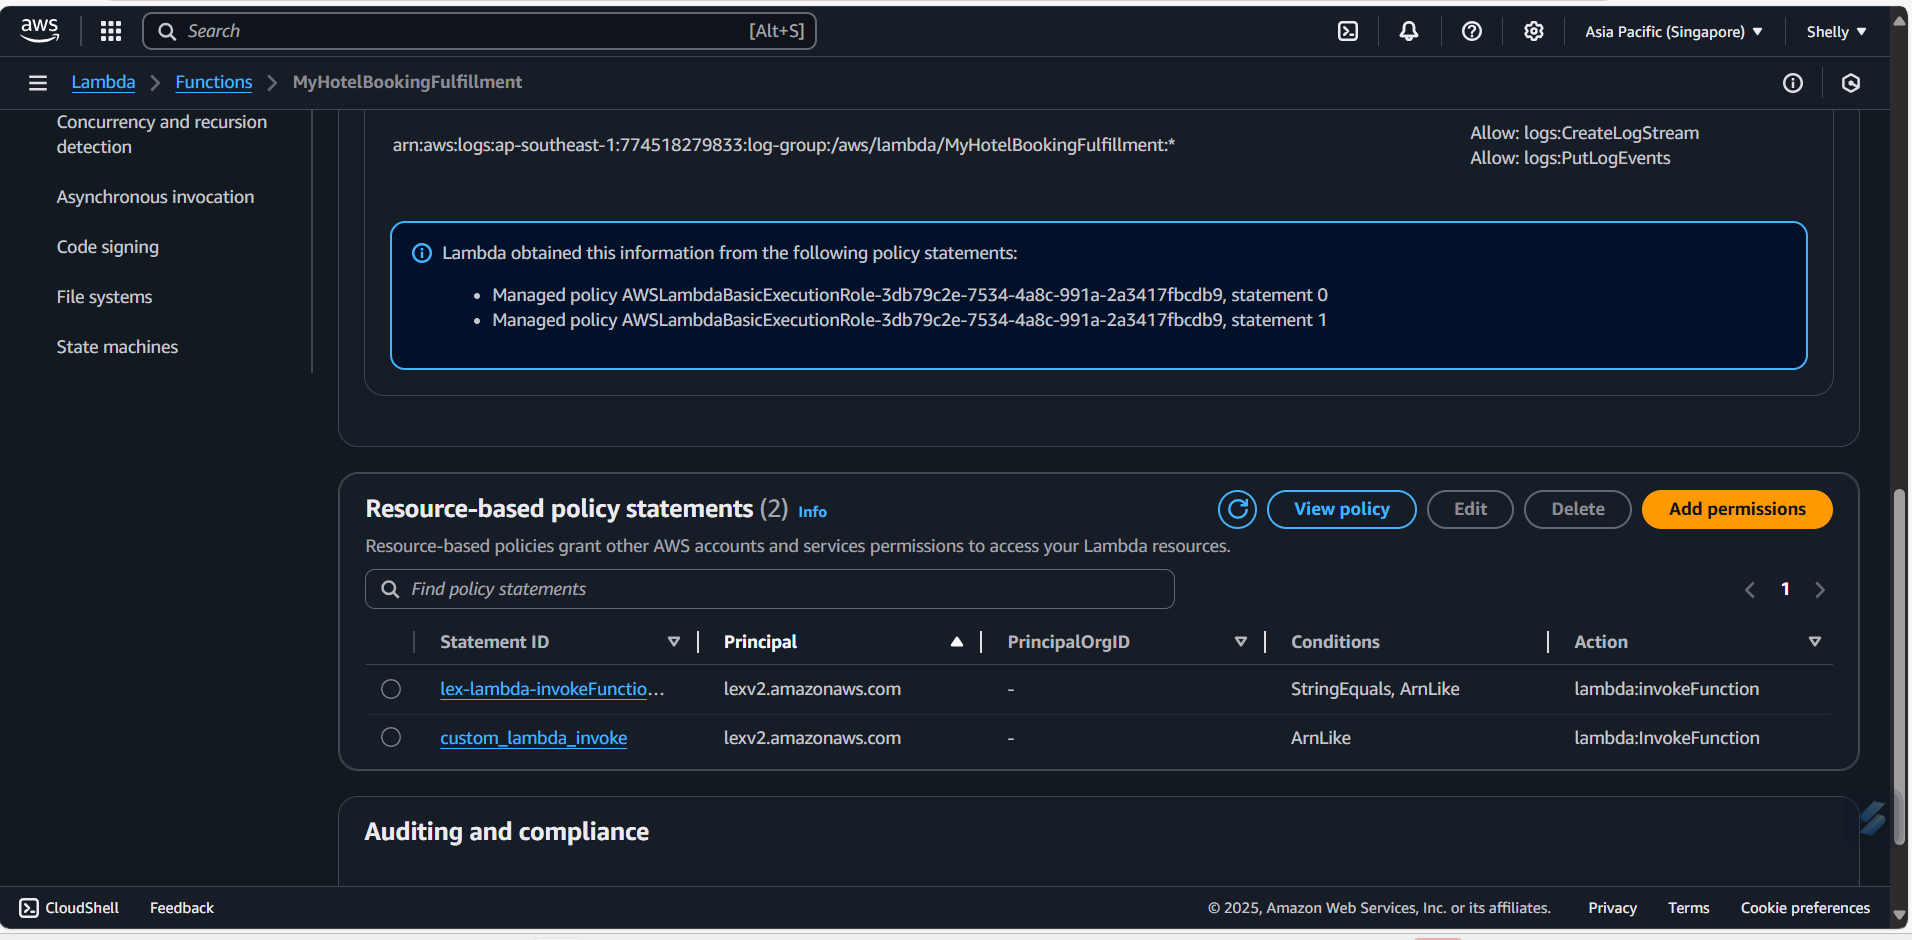 aws
Search
[Alt+S]
Asia Pacific (Singapore)
Shelly
Lambda
Functions
MyHotelBookingFulfillment
Concurrency and recursion
detection
Asynchronous invocation
Code signing
File systems
State machines
arn:aws:logs:ap-southeast-1:774518279833:log-group:/aws/lambda/MyHotelBookingFulfillment:*
Allow: logs:CreateLogStream
Allow: logs:PutLogEvents
Lambda obtained this information from the following policy statements:
• Managed policy AWSLambdaBasicExecutionRole-3db79c2e-7534-4a8c-991a-2a3417fbcdb9, statement 0
• Managed policy AWSLambdaBasicExecutionRole-3db79c2e-7534-4a8c-991a-2a3417fbcdb9, statement 1
Resource-based policy statements (2) Info
View policy
Edit
Delete
Add permissions
Resource-based policies grant other AWS accounts and services permissions to access your Lambda resources.
Find policy statements
1
Statement ID
Principal
PrincipalOrgID
Conditions
Action
lex-lambda-invokeFunctio... lexv2.amazonaws.com - StringEquals, ArnLike lambda:invokeFunction
custom_lambda_invoke lexv2.amazonaws.com - ArnLike lambda:InvokeFunction
Auditing and compliance
CloudShell
Feedback
© 2025, Amazon Web Services, Inc. or its affiliates.
Privacy
Terms
Cookie preferences